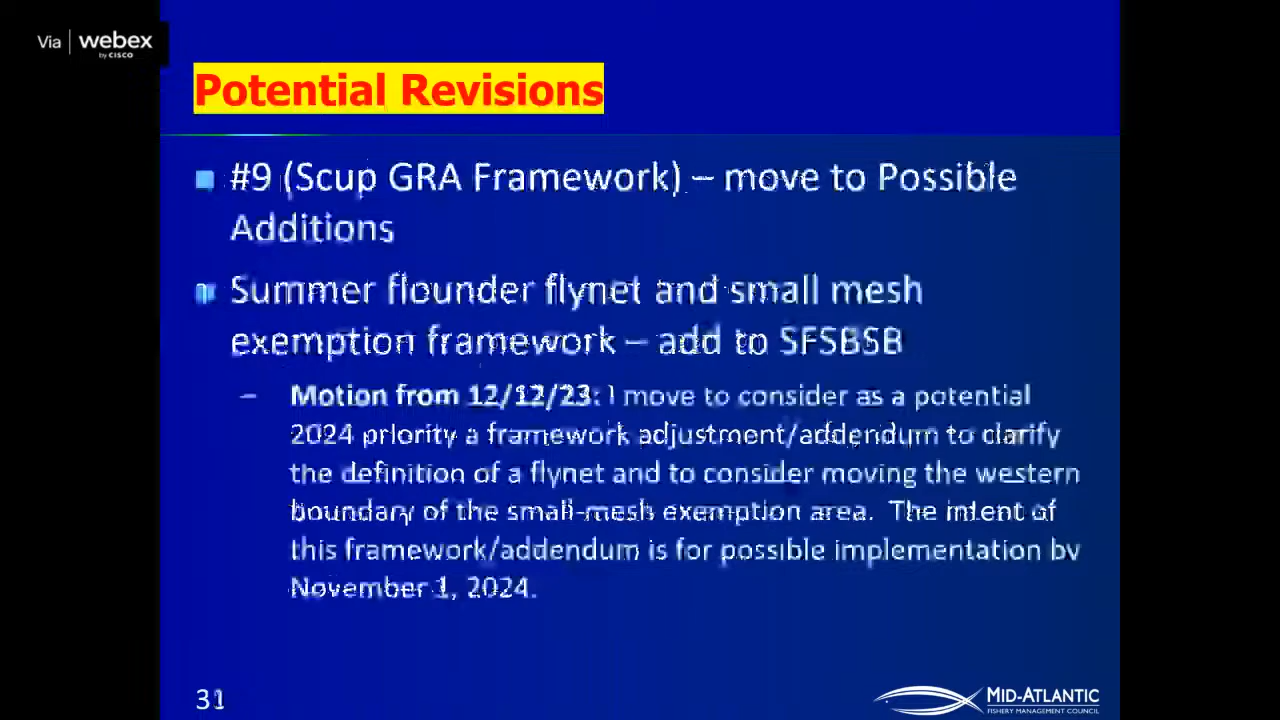 Via webex
by CISCO
Potential Revisions
#9 (Scup GRA Framework) – move to Possible
Additions
Summer flounder flynet and small mesh
exemption framework – add to SFSBSB
– Motion from 12/12/23: I move to consider as a potential
2024 priority a framework adjustment/addendum to clarify
the definition of a flynet and to consider moving the western
boundary of the small-mesh exemption area. The intent of
this framework/addendum is for possible implementation by
November 1, 2024.
31
MID-ATLANTIC
FISHERY MANAGEMENT COUNCIL